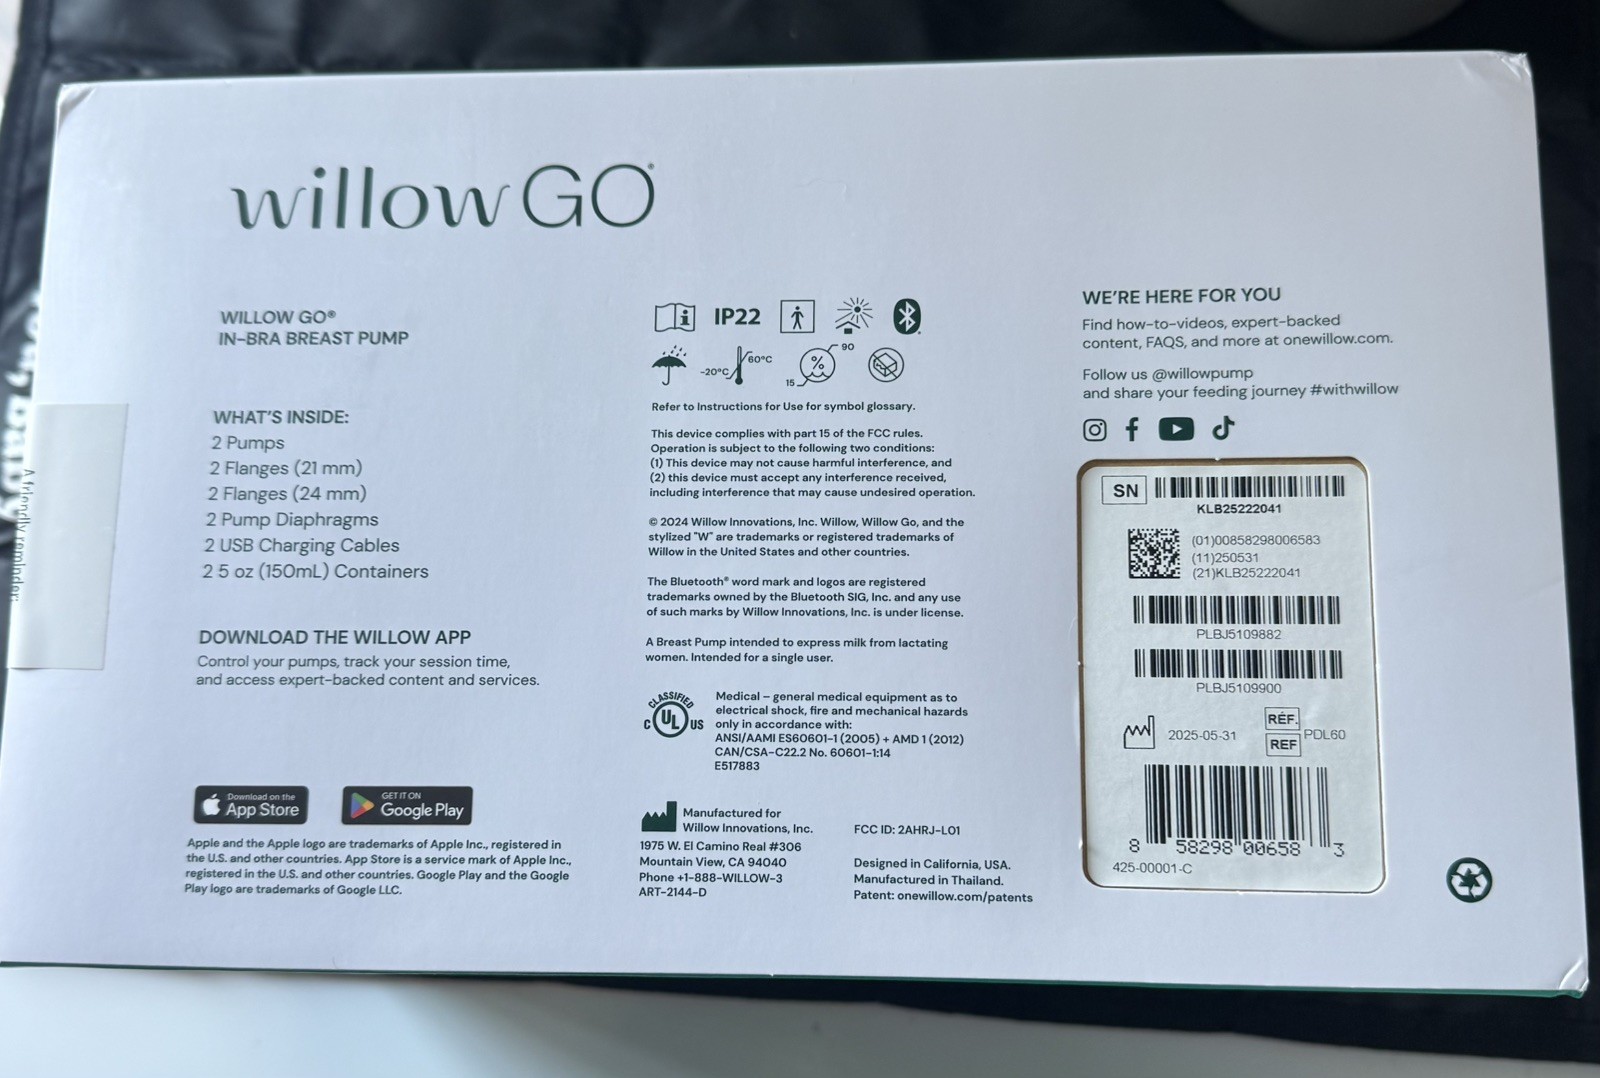 willow GO®
WILLOW GO®
IN-BRA BREAST PUMP
WHAT'S INSIDE:
2 Pumps
2 Flanges (21 mm)
2 Flanges (24 mm)
2 Pump Diaphragms
2 USB Charging Cables
2 5 oz (150mL) Containers
DOWNLOAD THE WILLOW APP
Control your pumps, track your session time,
and access expert-backed content and services.
Download on the
App Store
GET IT ON
Google Play
Apple and the Apple logo are trademarks of Apple Inc., registered in
the U.S. and other countries. App Store is a service mark of Apple Inc.,
registered in the U.S. and other countries. Google Play and the Google
Play logo are trademarks of Google LLC.
A friendly reminder:
IP22
-20°C
60°C
%
90
15
Refer to Instructions for Use for symbol glossary.
This device complies with part 15 of the FCC rules.
Operation is subject to the following two conditions:
(1) This device may not cause harmful interference, and
(2) this device must accept any interference received,
including interference that may cause undesired operation.
© 2024 Willow Innovations, Inc. Willow, Willow Go, and the
stylized "W" are trademarks or registered trademarks of
Willow in the United States and other countries.
The Bluetooth® word mark and logos are registered
trademarks owned by the Bluetooth SIG, Inc. and any use
of such marks by Willow Innovations, Inc. is under license.
A Breast Pump intended to express milk from lactating
women. Intended for a single user.
CLASSIFIED
C UL US
Medical – general medical equipment as to
electrical shock, fire and mechanical hazards
only in accordance with:
ANSI/AAMI ES60601-1 (2005) + AMD 1 (2012)
CAN/CSA-C22.2 No. 60601-1:14
E517883
Manufactured for
Willow Innovations, Inc.
1975 W. El Camino Real #306
Mountain View, CA 94040
Phone +1-888-WILLOW-3
ART-2144-D
FCC ID: 2AHRJ-L01
Designed in California, USA.
Manufactured in Thailand.
Patent: onewillow.com/patents
WE'RE HERE FOR YOU
Find how-to-videos, expert-backed
content, FAQS, and more at onewillow.com.
Follow us @willowpump
and share your feeding journey #withwillow
SN
KLB25222041
(01)00858298006583
(11)250531
(21)KLB25222041
PLBJ5109882
PLBJ5109900
2025-05-31
RÉF.
REF
PDL60
8 58298 00658 3
425-00001-C